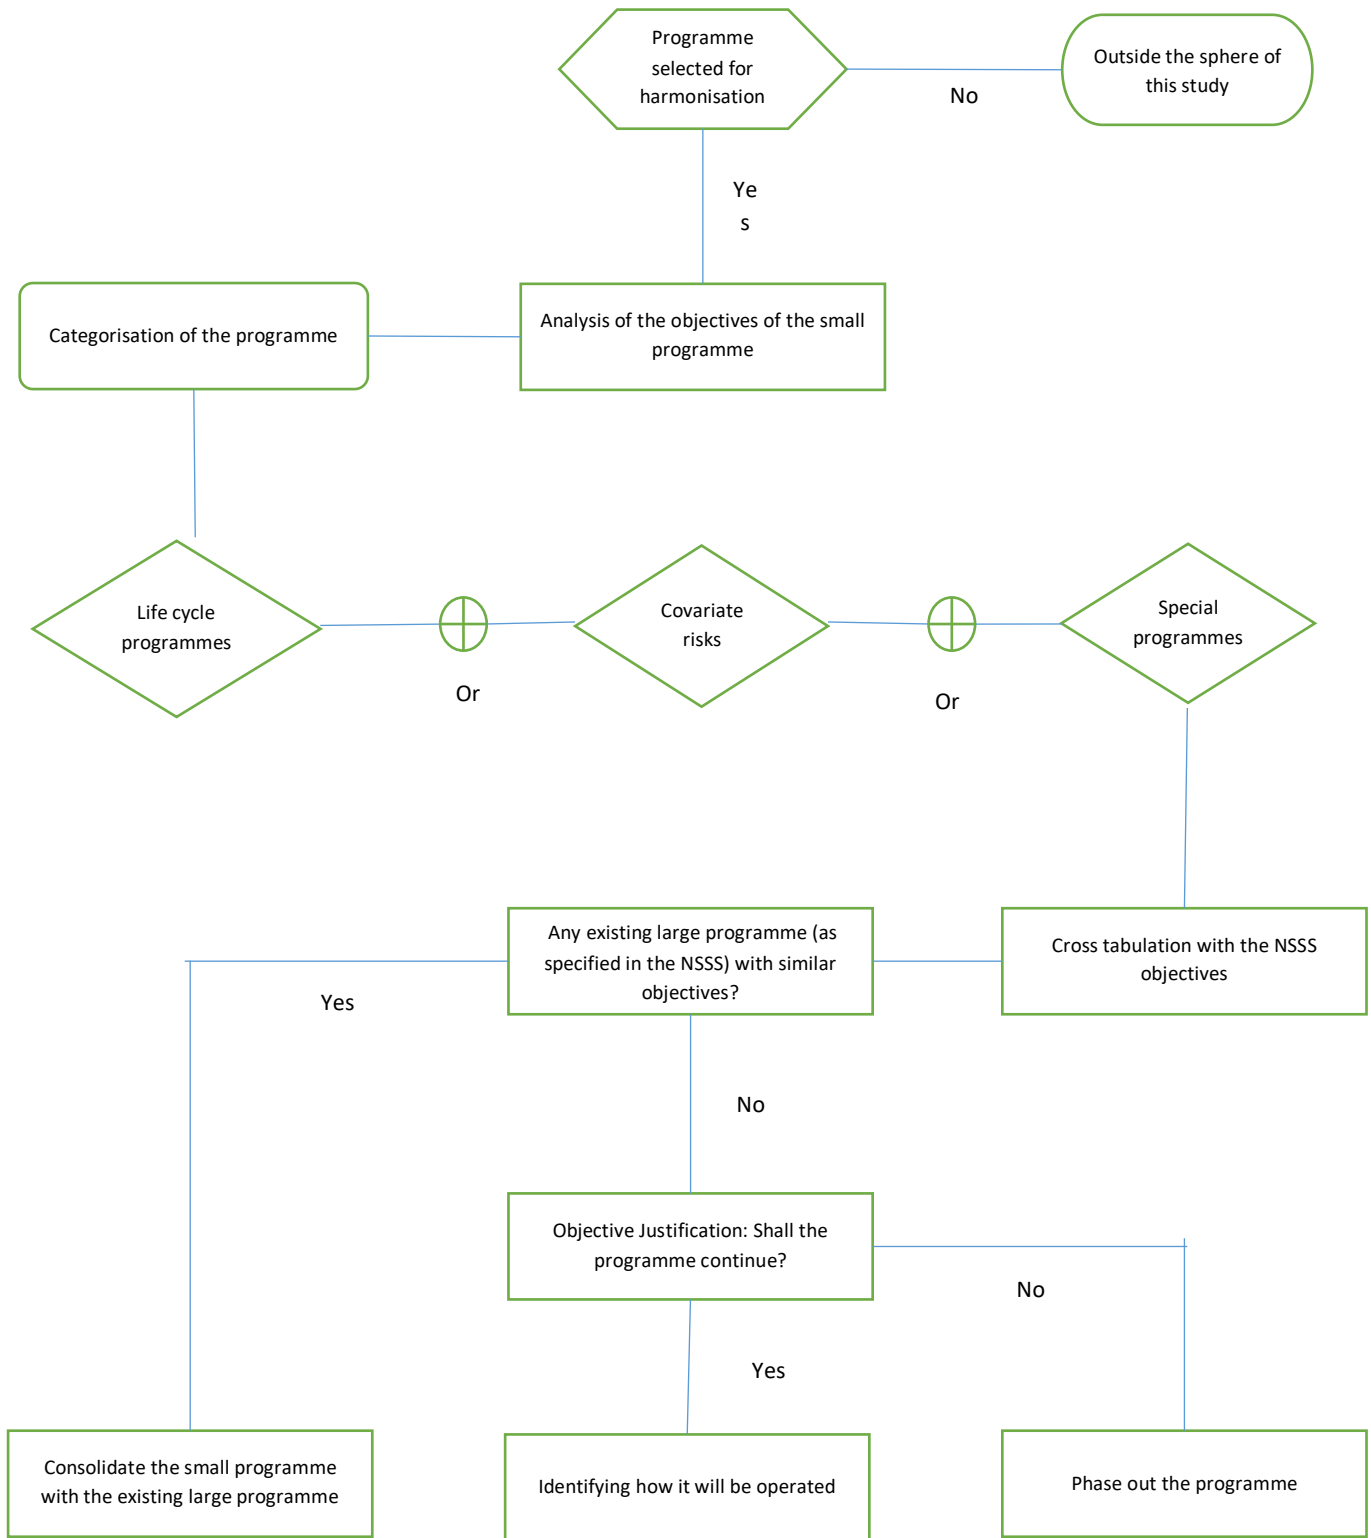 Programme
selected for
harmonisation
No
Outside the sphere of
this study
Ye
s
Categorisation of the programme
Analysis of the objectives of the small
programme
Life cycle
programmes
Or
Covariate
risks
Or
Special
programmes
Any existing large programme (as
specified in the NSSS) with similar
objectives?
Cross tabulation with the NSSS
objectives
Yes
No
Objective Justification: Shall the
programme continue?
No
Yes
Consolidate the small programme
with the existing large programme
Identifying how it will be operated
Phase out the programme